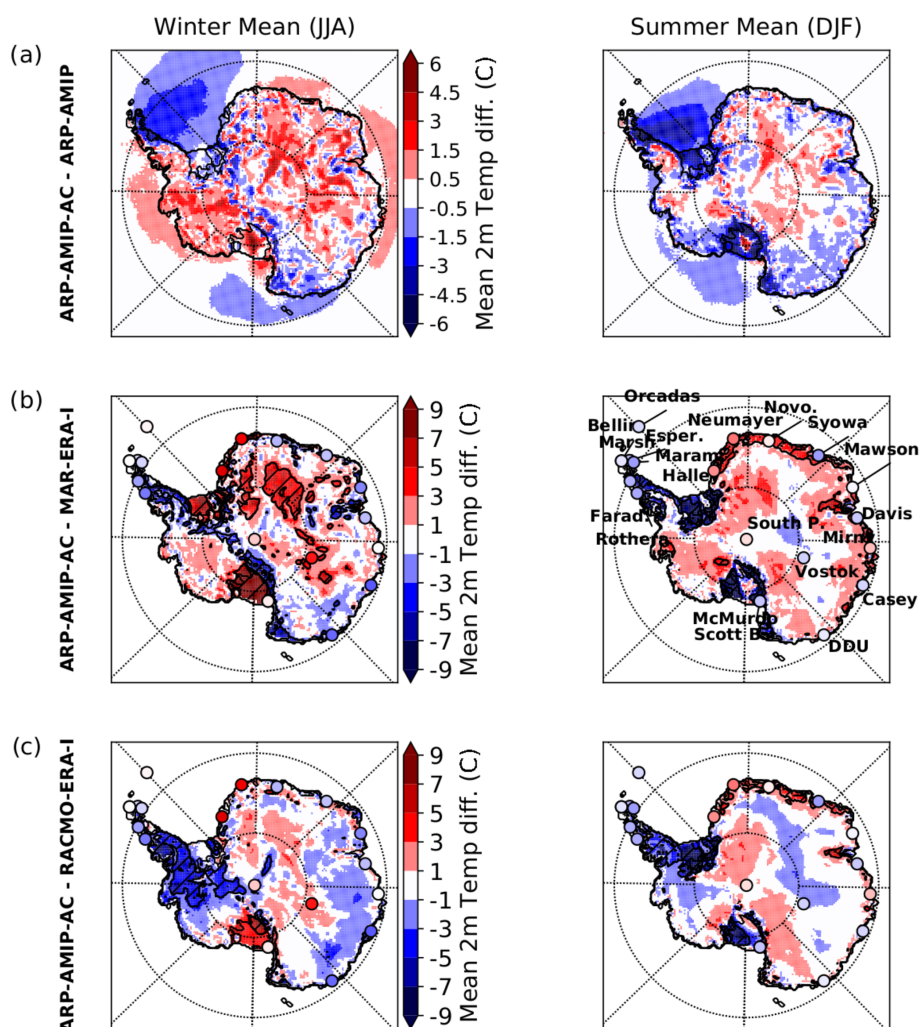 Winter Mean (JJA)
Summer Mean (DJF)
(a)
ARP-AMIP-AC - ARP-AMIP
6
4.5
3
1.5
0.5
-0.5
-1.5
-3
-4.5
-6
Mean 2m Temp diff. (C)
(b)
ARP-AMIP-AC - MAR-ERA-I
9
7
5
3
1
-1
-3
-5
-7
-9
Mean 2m Temp diff. (C)
Orcadas
Bellin
Marsh.
Esper.
Maram.
Neumayer
Novo.
Syowa
Mawson
Halley
Farad.
Rothera
South P.
Davis
Mirni
Vostok
Casey
McMurdo
Scott B.
DDU
(c)
ARP-AMIP-AC - RACMO-ERA-I
9
7
5
3
1
-1
-3
-5
-7
-9
Mean 2m Temp diff. (C)